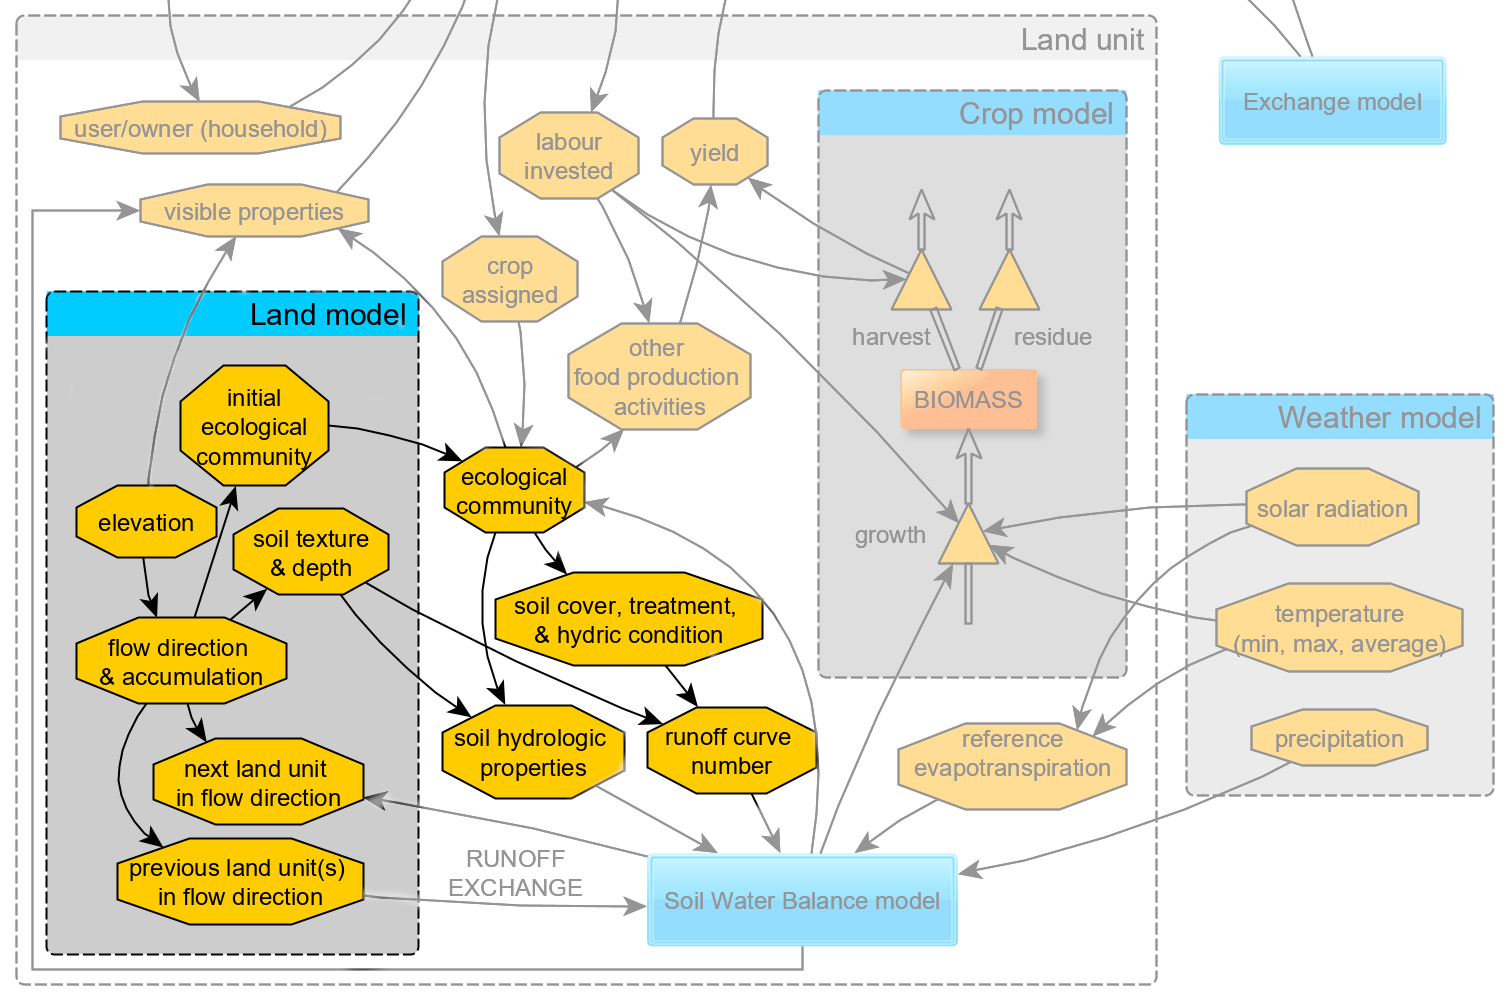 Land unit
Exchange model
user/owner (household)
labour
invested
yield
Crop model
visible properties
crop
assigned
Land model
harvest
residue
other
food production
activities
BIOMASS
initial
ecological
community
Weather model
ecological
community
elevation
soil texture
& depth
growth
solar radiation
soil cover, treatment,
& hydric condition
temperature
(min, max, average)
flow direction
& accumulation
soil hydrologic
properties
runoff curve
number
reference
evapotranspiration
precipitation
next land unit
in flow direction
previous land unit(s)
in flow direction
RUNOFF
EXCHANGE
Soil Water Balance model